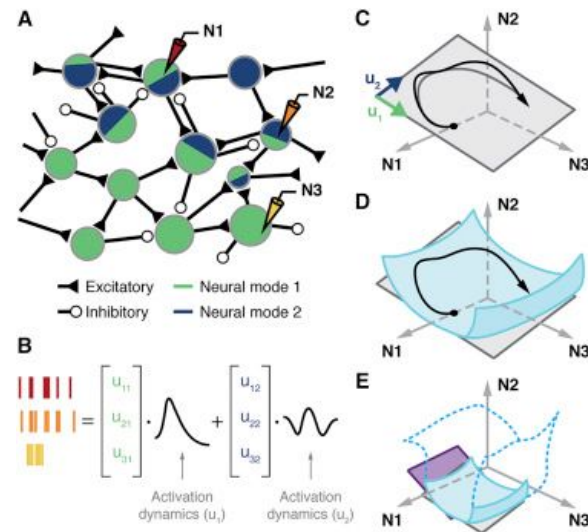 A
N1
N2
N3
Excitatory
Neural mode 1
Inhibitory
Neural mode 2
B
=
u11
u21
u31
·
+
u12
u22
u32
·
Activation
dynamics (u1)
Activation
dynamics (u2)
C
N2
u2
u1
N1
N3
D
N2
N1
N3
E
N2
N1
N3